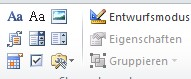 Aa Aa Entwurfsmodus
Eigenschaften
Gruppieren